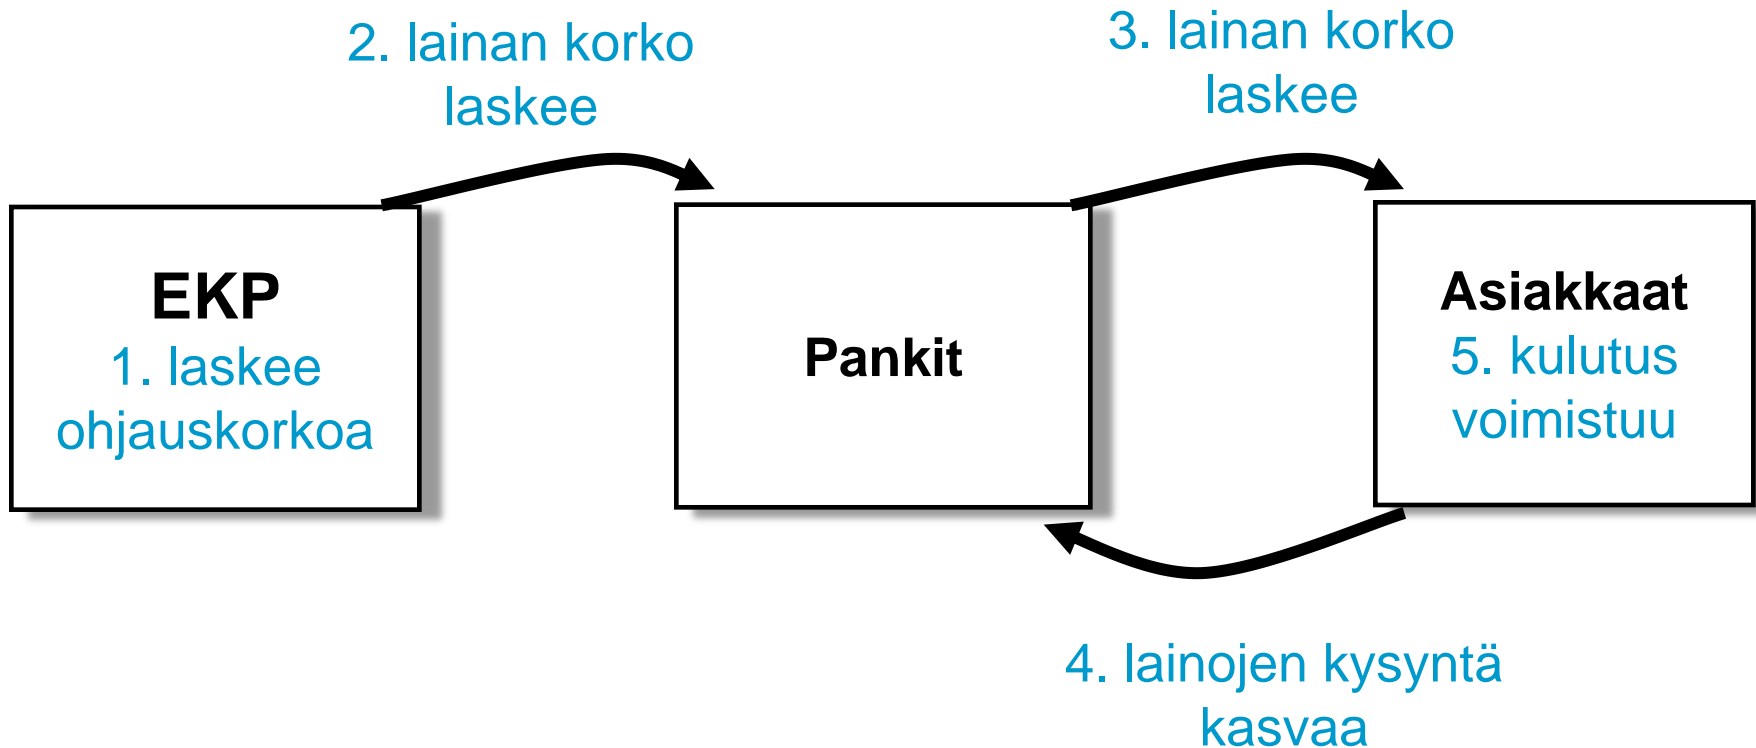 2. lainan korko
laskee
3. lainan korko
laskee
EKP
1. laskee
ohjauskorkoa
Pankit
Asiakkaat
5. kulutus
voimistuu
4. lainojen kysyntä
kasvaa